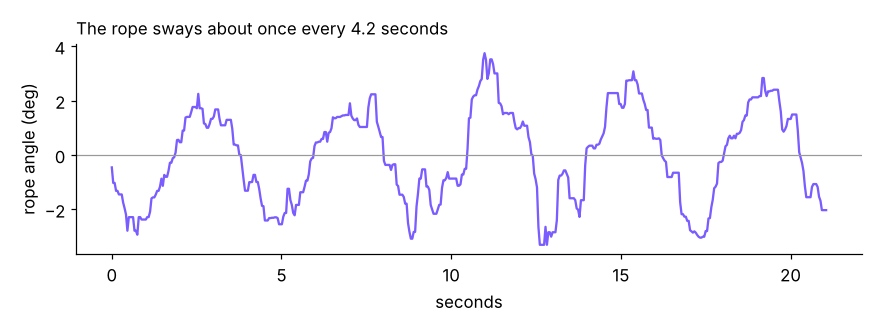 The rope sways about once every 4.2 seconds
rope angle (deg)
4
2
0
−2
0 5 10 15 20
seconds